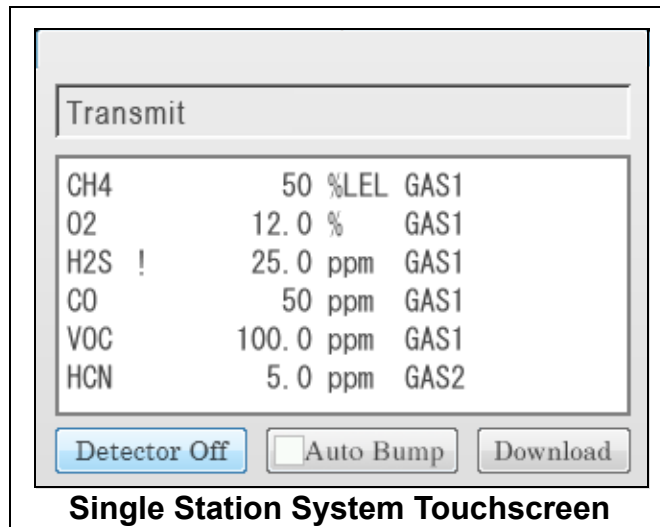 Transmit
CH4 50 %LEL GAS1
O2 12.0 % GAS1
H2S ! 25.0 ppm GAS1
CO 50 ppm GAS1
VOC 100.0 ppm GAS1
HCN 5.0 ppm GAS2
Detector Off Auto Bump Download
Single Station System Touchscreen